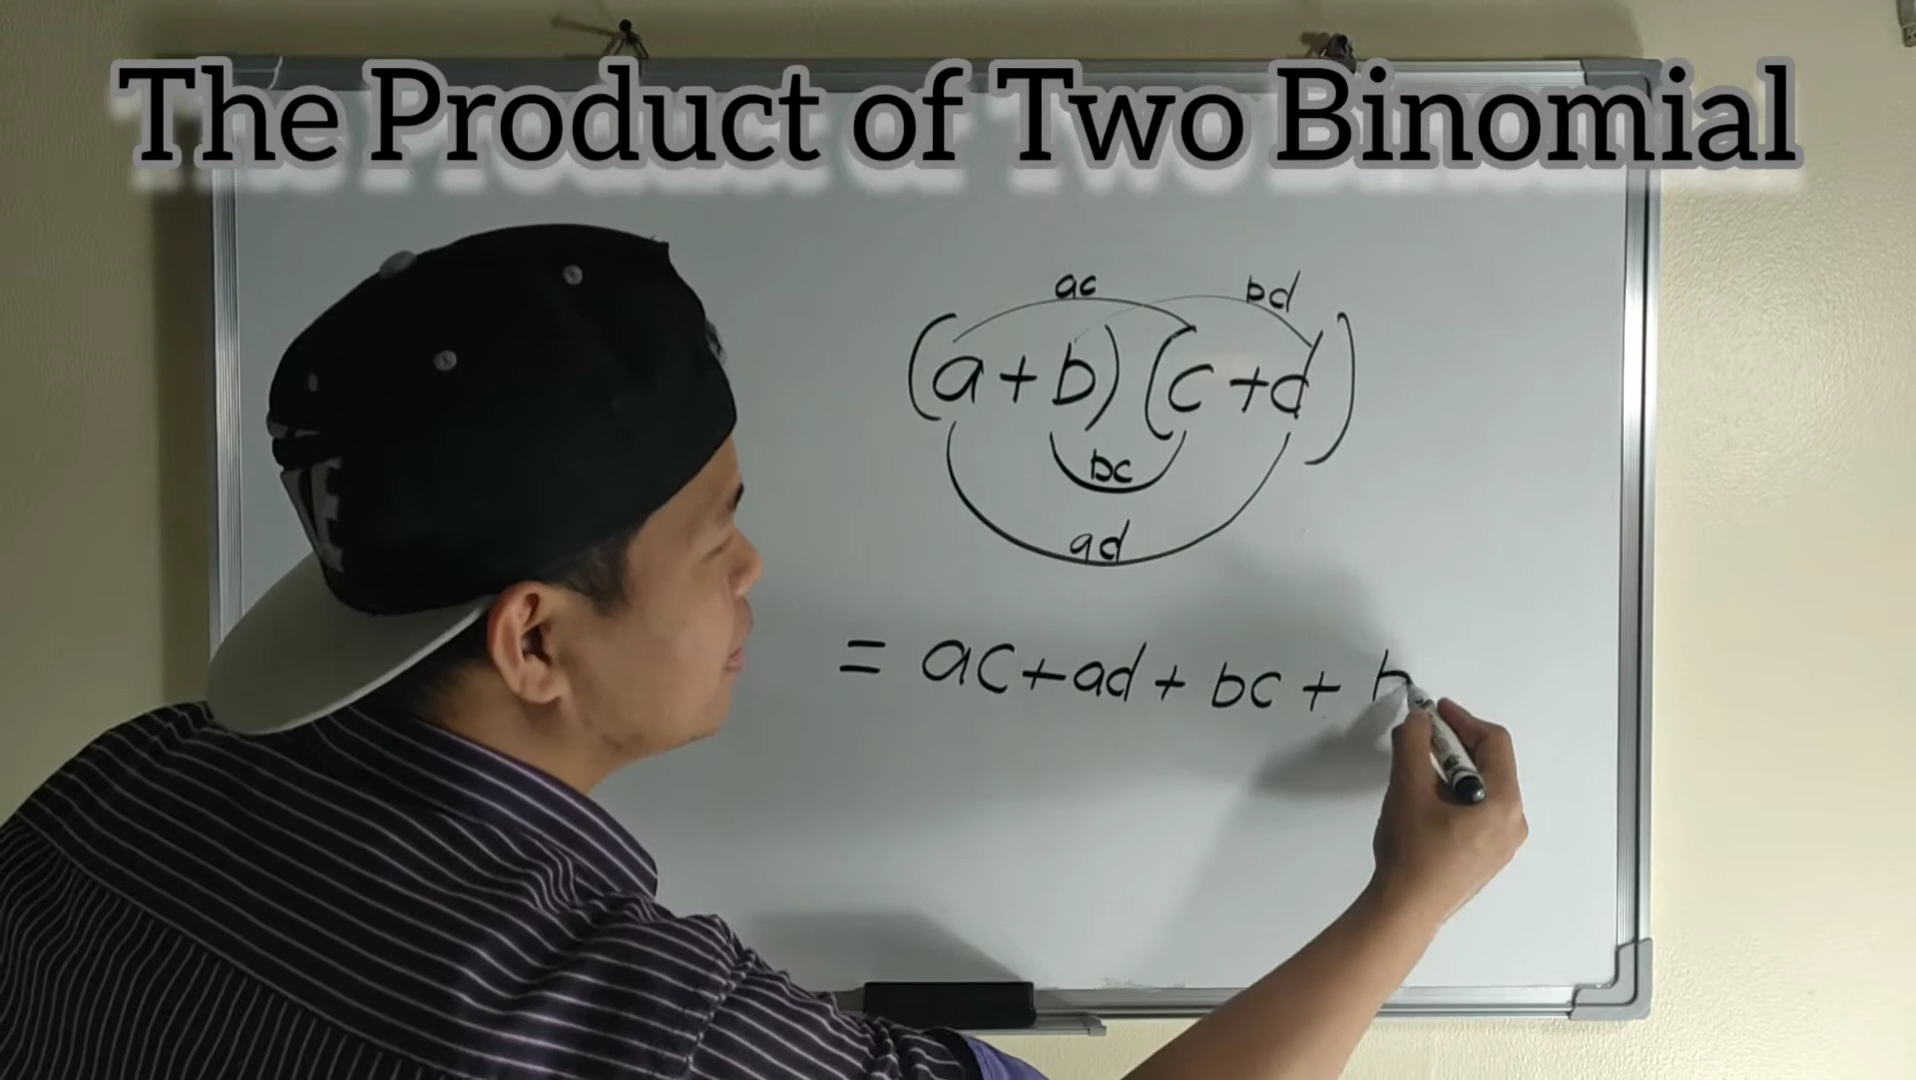 The Product of Two Binomial
ac bd
(a+b)(c+d)
bc
ad
= ac+ad+bc+b